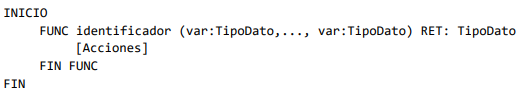 INICIO
FUNC identificador (var:TipoDato,..., var:TipoDato) RET: TipoDato
[Acciones]
FIN FUNC
FIN